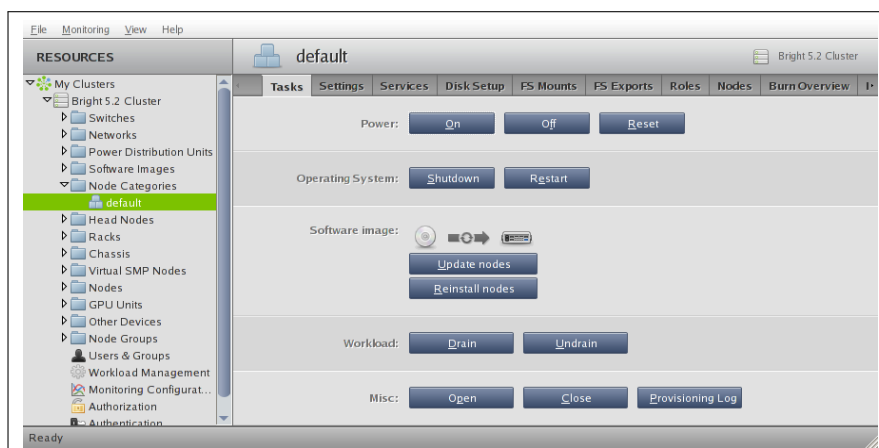 File Monitoring View Help
RESOURCES
default
Bright 5.2 Cluster
My Clusters
Bright 5.2 Cluster
Switches
Networks
Power Distribution Units
Software Images
Node Categories
default
Head Nodes
Racks
Chassis
Virtual SMP Nodes
Nodes
GPU Units
Other Devices
Node Groups
Users & Groups
Workload Management
Monitoring Configurat...
Authorization
Authentication
Tasks Settings Services Disk Setup FS Mounts FS Exports Roles Nodes Burn Overview
Power: On Off Reset
Operating System: Shutdown Restart
Software image:
Update nodes
Reinstall nodes
Workload: Drain Undrain
Misc: Open Close Provisioning Log
Ready